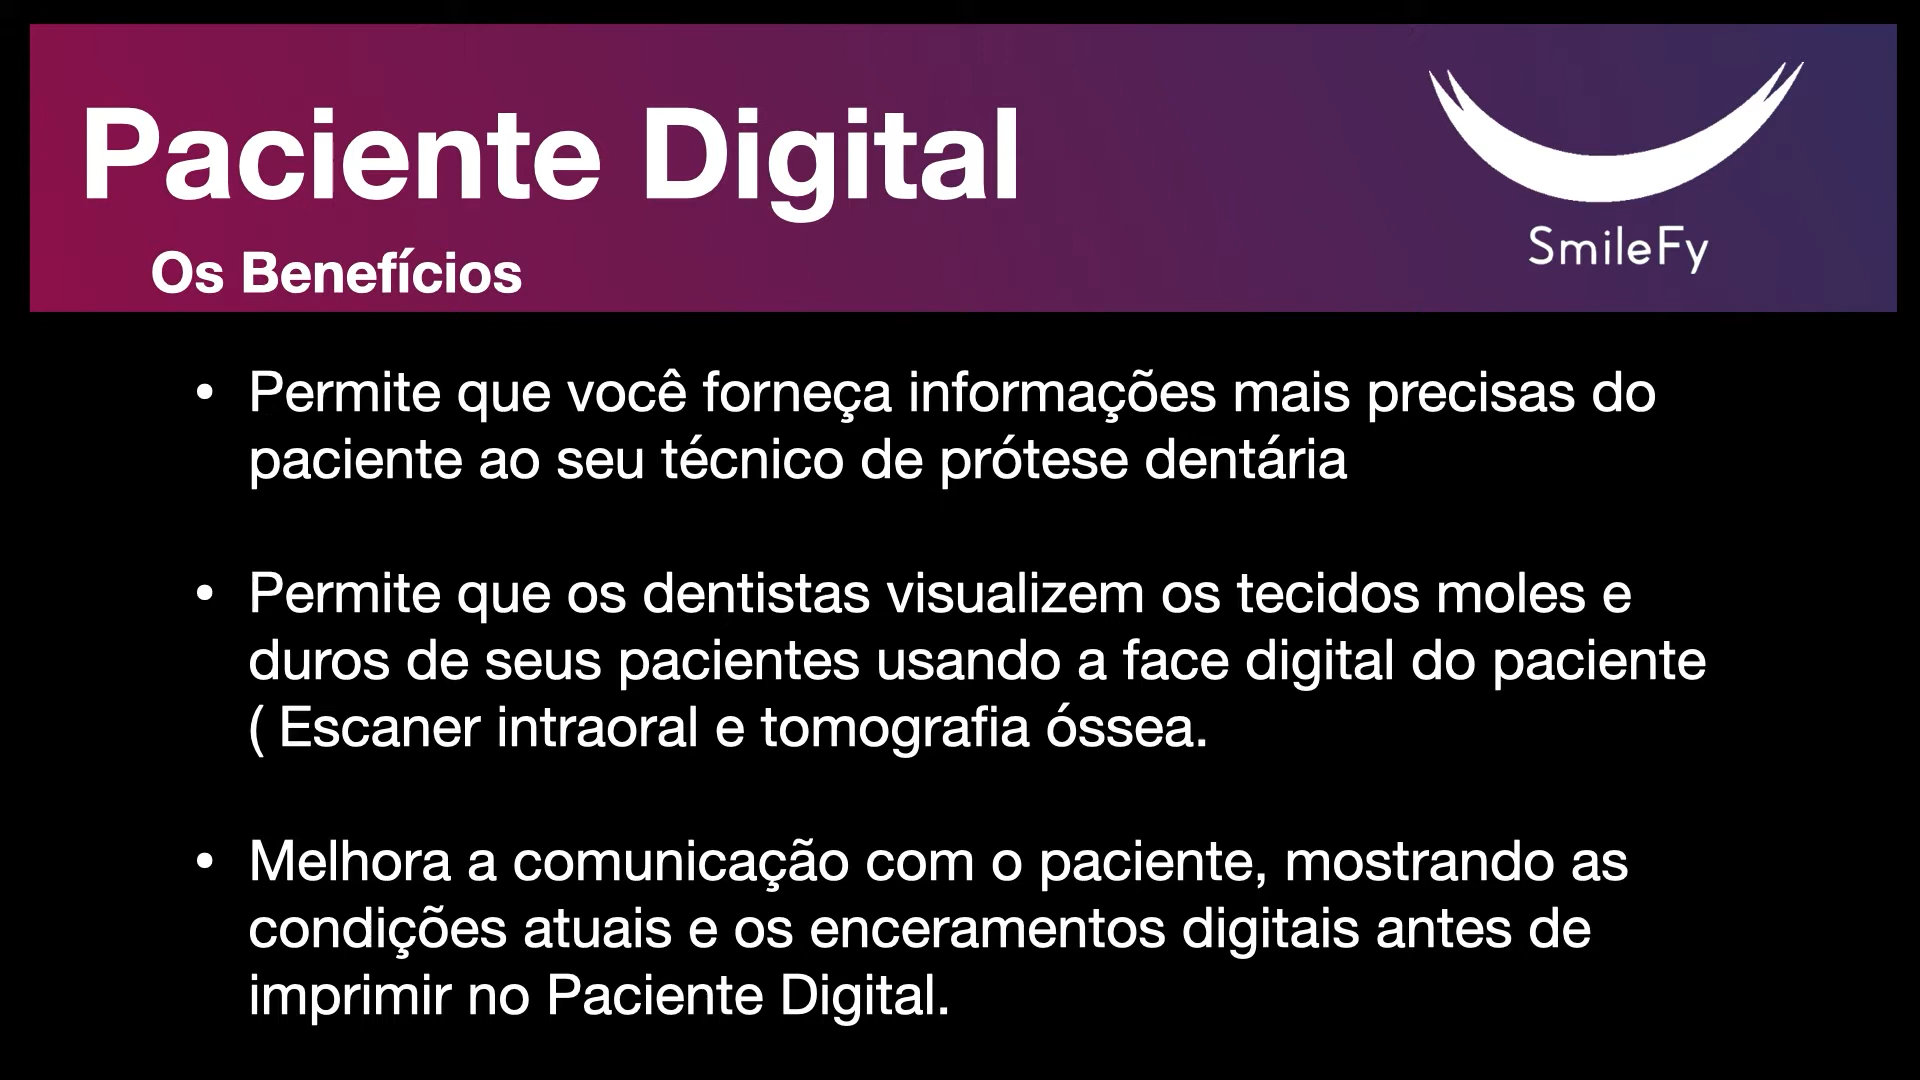 Paciente Digital
Os Benefícios
SmileFy
• Permite que você forneça informações mais precisas do
paciente ao seu técnico de prótese dentária
• Permite que os dentistas visualizem os tecidos moles e
duros de seus pacientes usando a face digital do paciente
( Escaner intraoral e tomografia óssea.
• Melhora a comunicação com o paciente, mostrando as
condições atuais e os enceramentos digitais antes de
imprimir no Paciente Digital.